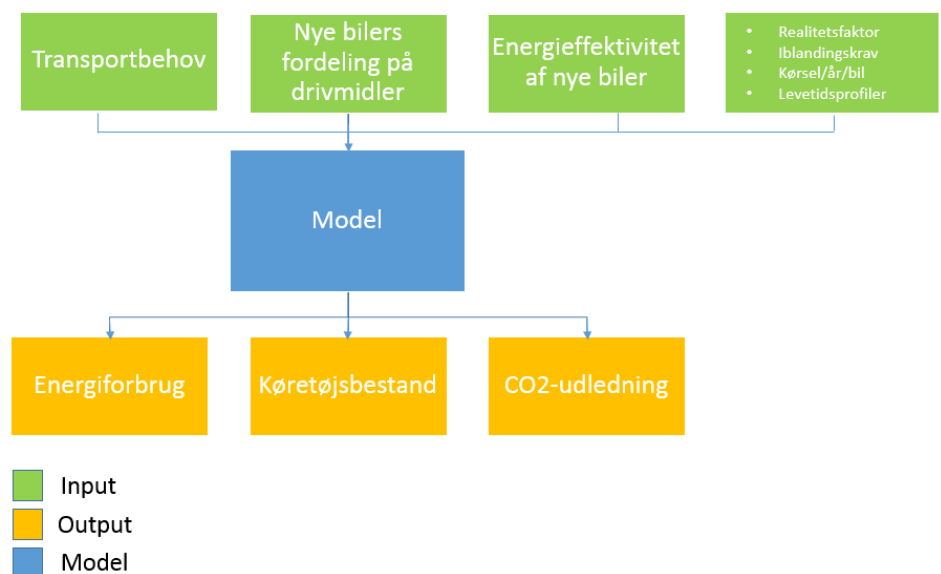 Transportbehov
Nye bilers
fordeling på
drivmidler
Energieffektivitet
af nye biler
• Realitetsfaktor
• Iblandingskrav
• Kørsel/år/bil
• Levetidsprofiler
Model
Energiforbrug
Køretøjsbestand
CO2-udledning
Input
Output
Model